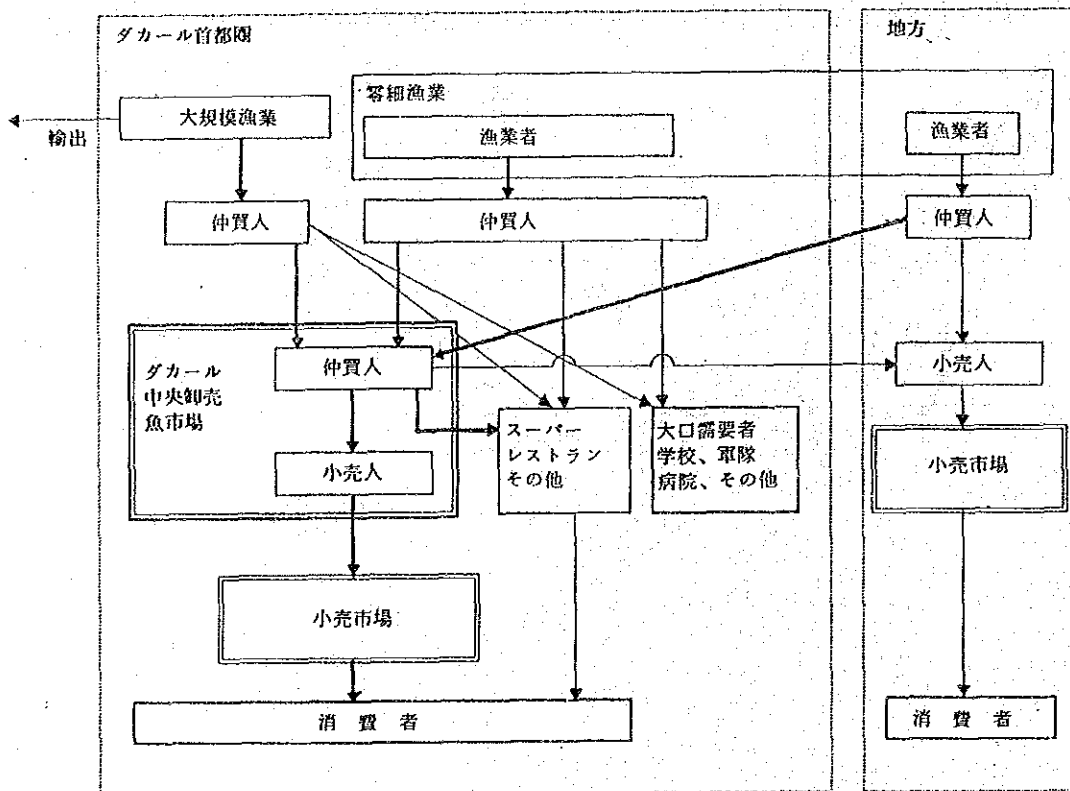 ダカール首都圏
地方
零細漁業
大規模漁業
輸出
漁業者
漁業者
仲買人
仲買人
仲買人
ダカール
中央卸売
魚市場
仲買人
小売人
小売人
スーパー
レストラン
その他
大口需要者
学校、軍隊
病院、その他
小売市場
小売市場
消費者
消費者